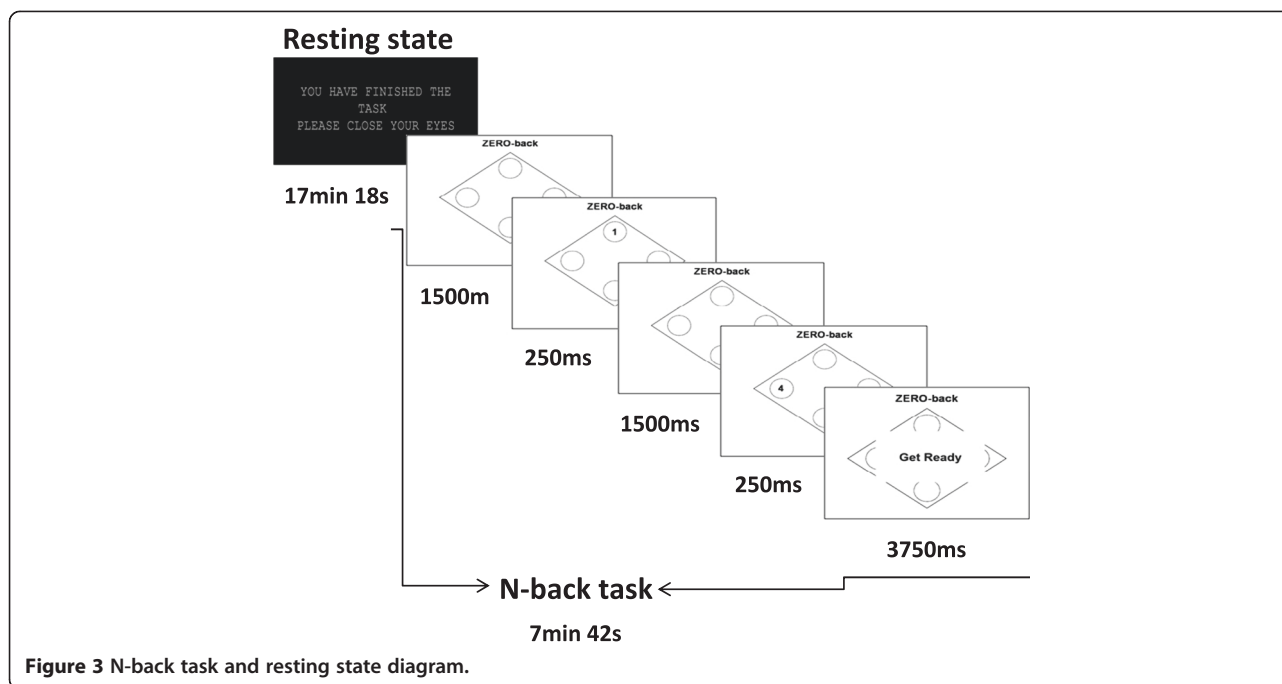 Resting state
YOU HAVE FINISHED THE
TASK
PLEASE CLOSE YOUR EYES
17min 18s
ZERO-back
1500m
ZERO-back
1
250ms
ZERO-back
1500ms
ZERO-back
4
250ms
ZERO-back
Get Ready
3750ms
N-back task
7min 42s
Figure 3 N-back task and resting state diagram.